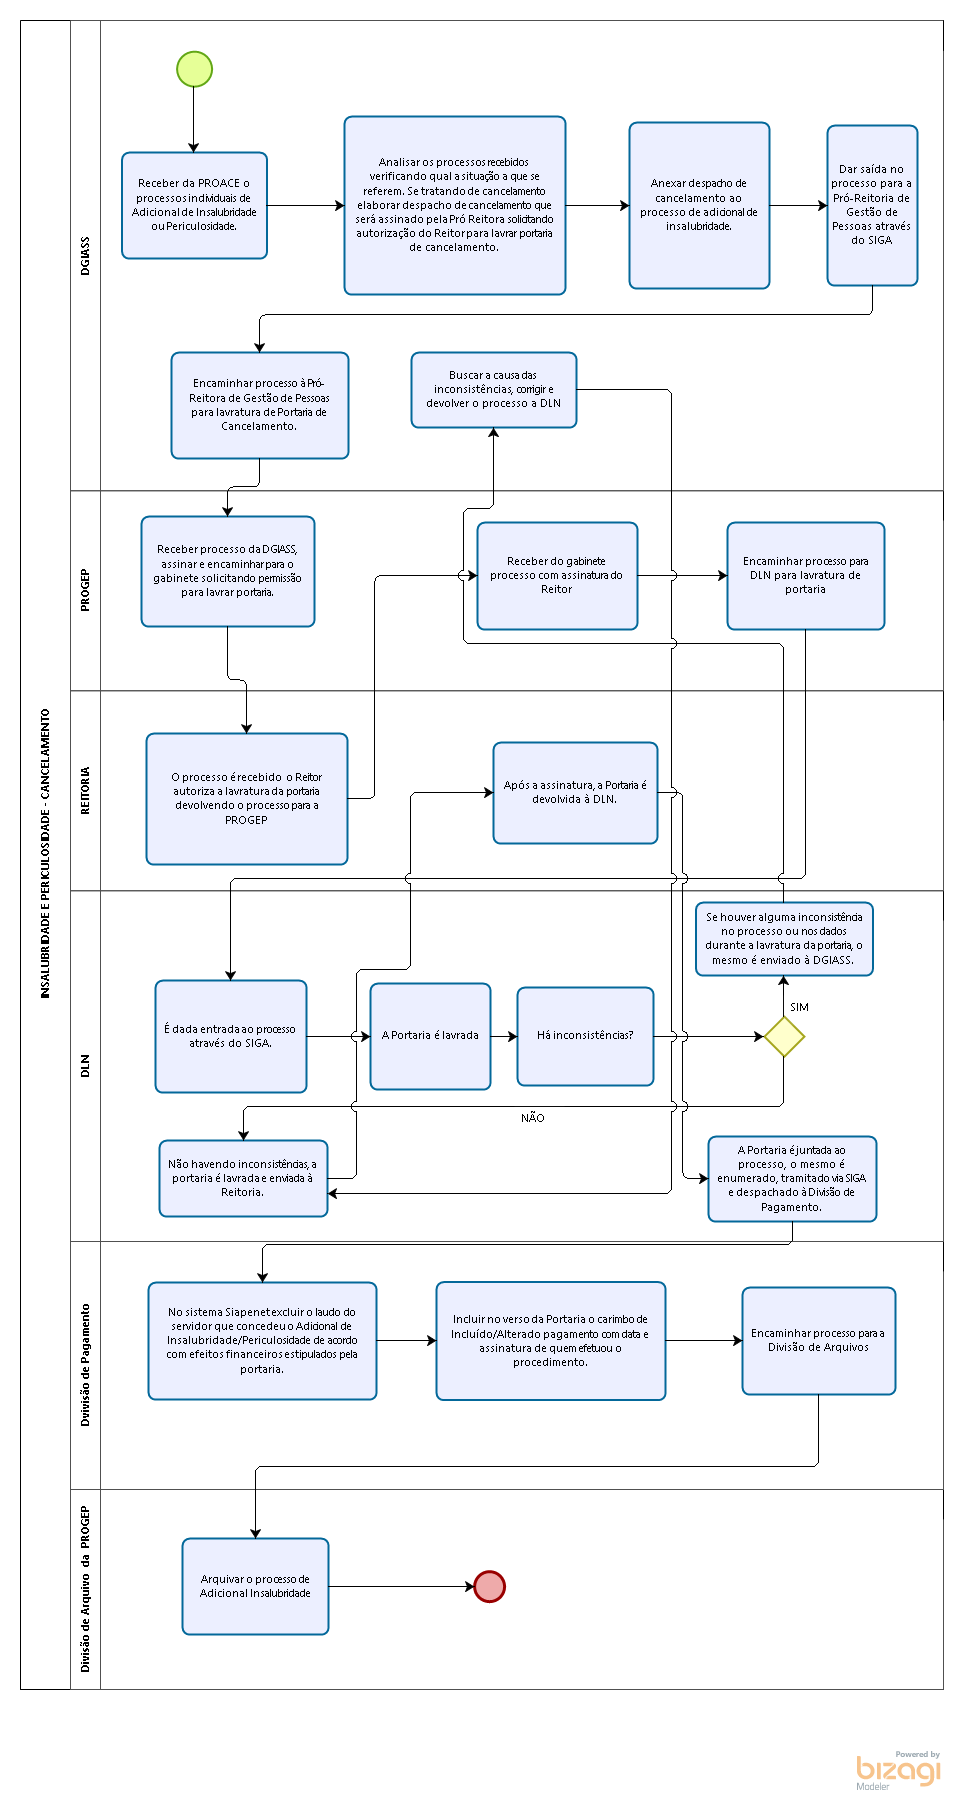 INSALUBRIDADE E PERICULOSIDADE - CANCELAMENTO
DGIASS
Receber da PROACE o
processos individuais de
Adicional de Insalubridade
ou Periculosidade.
Analisar os processos recebidos
verificando qual a situação a que se
referem. Se tratando de cancelamento
elaborar despacho de cancelamento que
será assinado pela Pró Reitora solicitando
autorização do Reitor para lavrar portaria
de cancelamento.
Anexar despacho de
cancelamento ao
processo de adicional de
insalubridade.
Dar saída no
processo para a
Pró-Reitoria de
Gestão de
Pessoas através
do SIGA
Encaminhar processo à Pró-
Reitora de Gestão de Pessoas
para lavratura de Portaria de
Cancelamento.
Buscar a causa das
inconsistências, corrigir e
devolver o processo a DLN
PROGEP
Receber processo da DGIASS,
assinar e encaminhar para o
gabinete solicitando permissão
para lavrar portaria.
Receber do gabinete
processo com assinatura do
Reitor
Encaminhar processo para
DLN para lavratura de
portaria
REITORIA
O processo é recebido o Reitor
autoriza a lavratura da portaria
devolvendo o processo para a
PROGEP
Após a assinatura, a Portaria é
devolvida à DLN.
DLN
Se houver alguma inconsistência
no processo ou nos dados
durante a lavratura da portaria, o
mesmo é enviado à DGIASS.
SIM
É dada entrada ao processo
através do SIGA.
A Portaria é lavrada
Há inconsistências?
NÃO
Não havendo inconsistências, a
portaria é lavrada e enviada à
Reitoria.
A Portaria é juntada ao
processo, o mesmo é
enumerado, tramitado via SIGA
e despachado à Divisão de
Pagamento.
Dvivisão de Pagamento
No sistema Siapenet excluir o laudo do
servidor que concedeu o Adicional de
Insalubridade/Periculosidade de acordo
com efeitos financeiros estipulados pela
portaria.
Incluir no verso da Portaria o carimbo de
Incluído/Alterado pagamento com data e
assinatura de quem efetuou o
procedimento.
Encaminhar processo para a
Divisão de Arquivos
Divisão de Arquivo da PROGEP
Arquivar o processo de
Adicional Insalubridade
Powered by
bizagi
Modeler